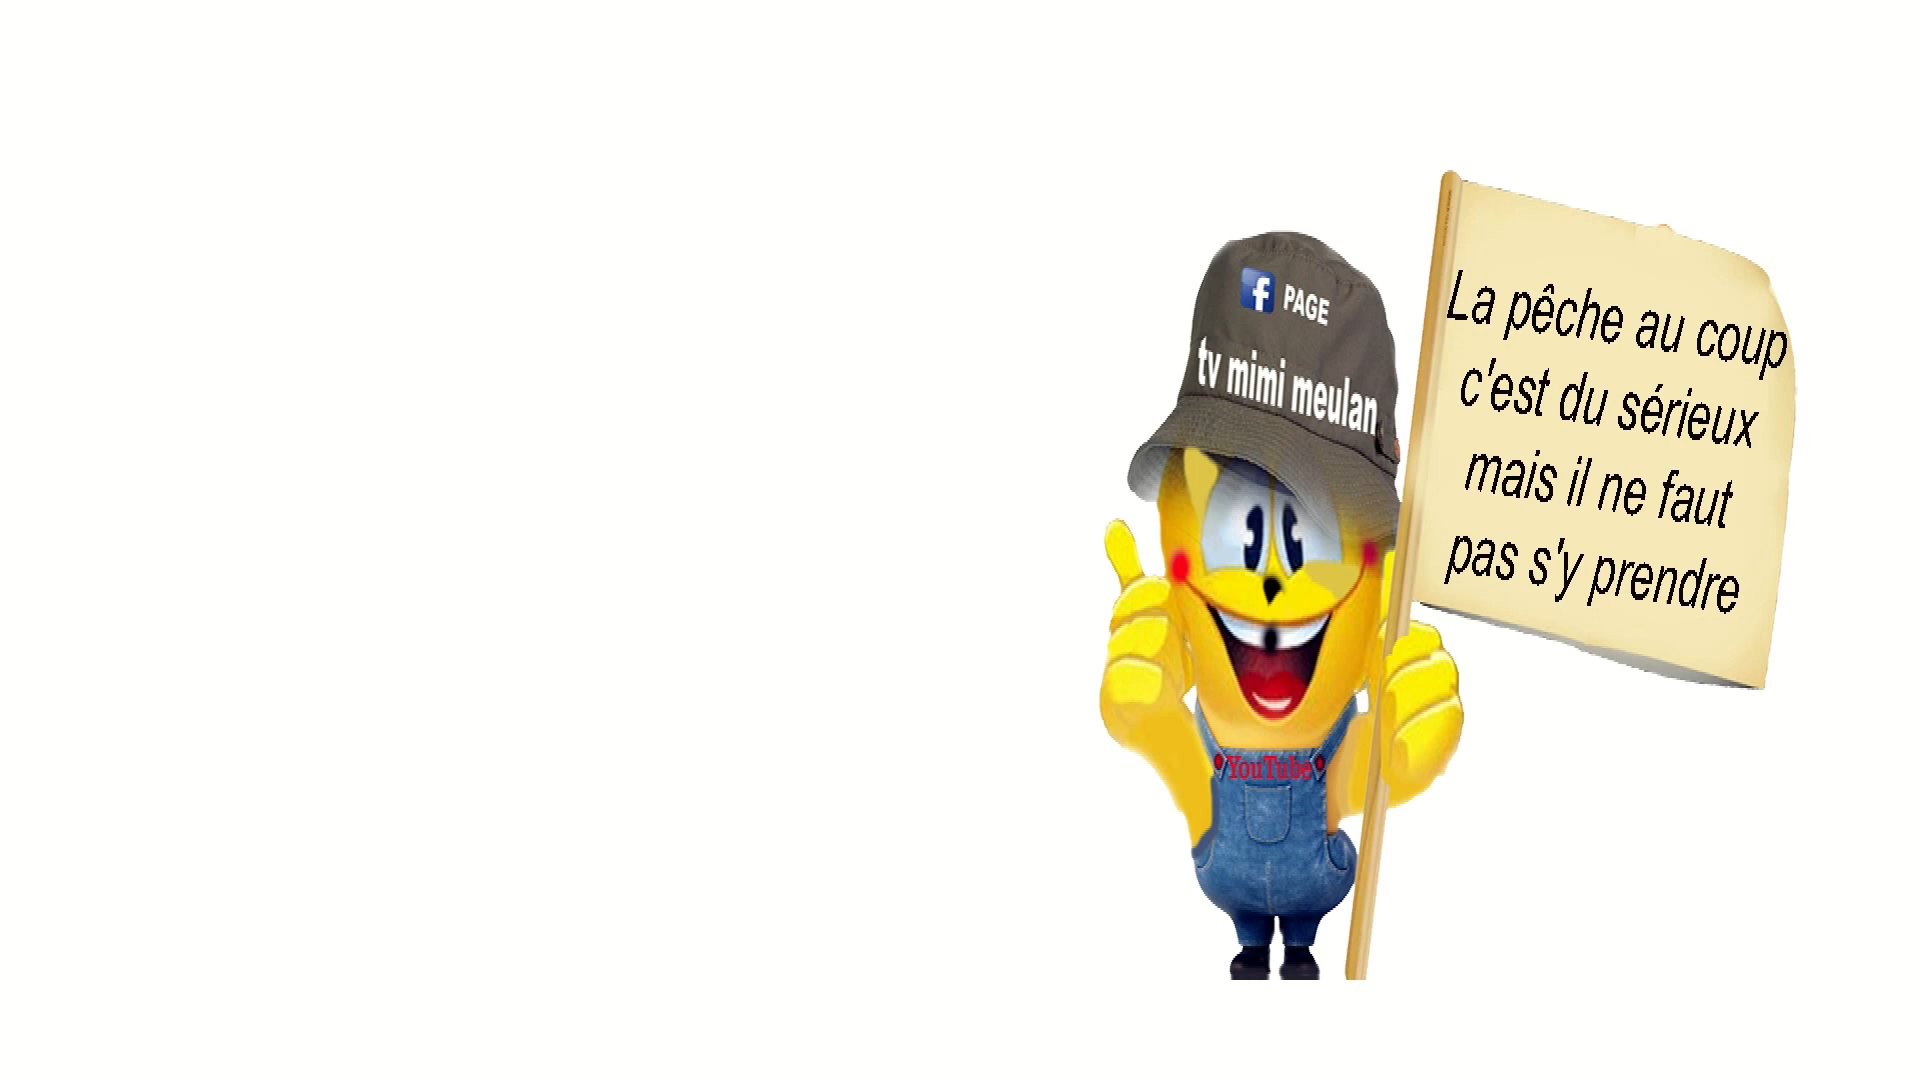 f PAGE
tv mimi meulan
La pêche au coup
c'est du sérieux
mais il ne faut
pas s'y prendre
YouTube